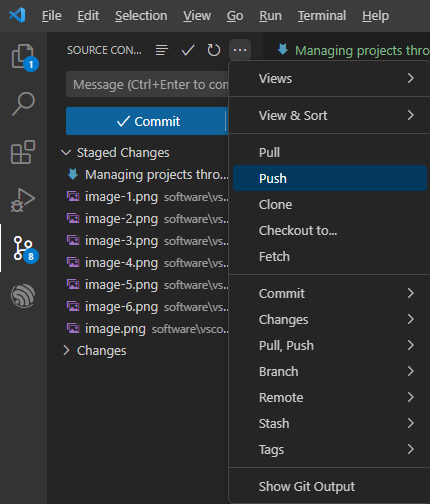 File Edit Selection View Go Run Terminal Help
SOURCE CON...
Managing projects thro
1
Message (Ctrl+Enter to con
Commit
Staged Changes
Managing projects thro...
image-1.png software\vs...
image-2.png software\vs...
image-3.png software\vs...
image-4.png software\vs...
image-5.png software\vs...
image-6.png software\vs...
image.png software\vsco...
Changes
8
Views
View & Sort
Pull
Push
Clone
Checkout to...
Fetch
Commit
Changes
Pull, Push
Branch
Remote
Stash
Tags
Show Git Output